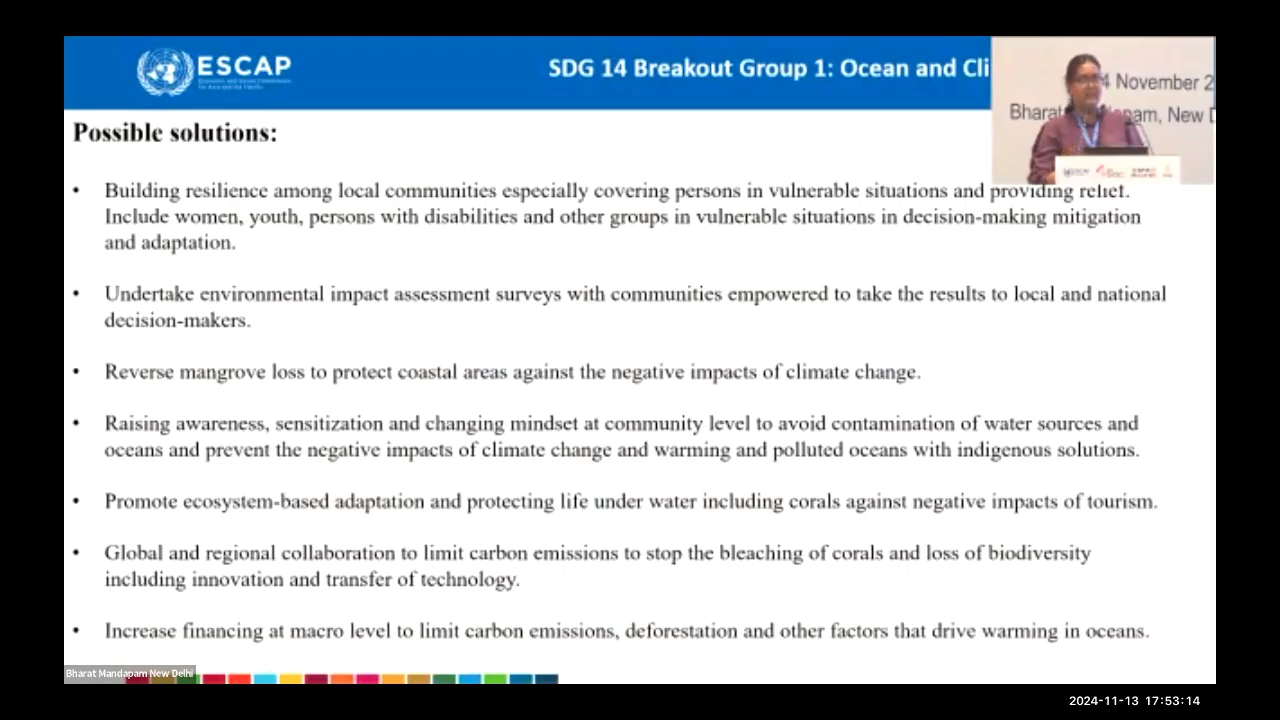 ESCAP
SDG 14 Breakout Group 1: Ocean and Cli
4 November 2
Bharat
apam, New D
Possible solutions:
• Building resilience among local communities especially covering persons in vulnerable situations and providing relief.
Include women, youth, persons with disabilities and other groups in vulnerable situations in decision-making mitigation
and adaptation.
• Undertake environmental impact assessment surveys with communities empowered to take the results to local and national
decision-makers.
• Reverse mangrove loss to protect coastal areas against the negative impacts of climate change.
• Raising awareness, sensitization and changing mindset at community level to avoid contamination of water sources and
oceans and prevent the negative impacts of climate change and warming and polluted oceans with indigenous solutions.
• Promote ecosystem-based adaptation and protecting life under water including corals against negative impacts of tourism.
• Global and regional collaboration to limit carbon emissions to stop the bleaching of corals and loss of biodiversity
including innovation and transfer of technology.
• Increase financing at macro level to limit carbon emissions, deforestation and other factors that drive warming in oceans.
Bharat Mandapam New Delhi
2024-11-13 17:53:14